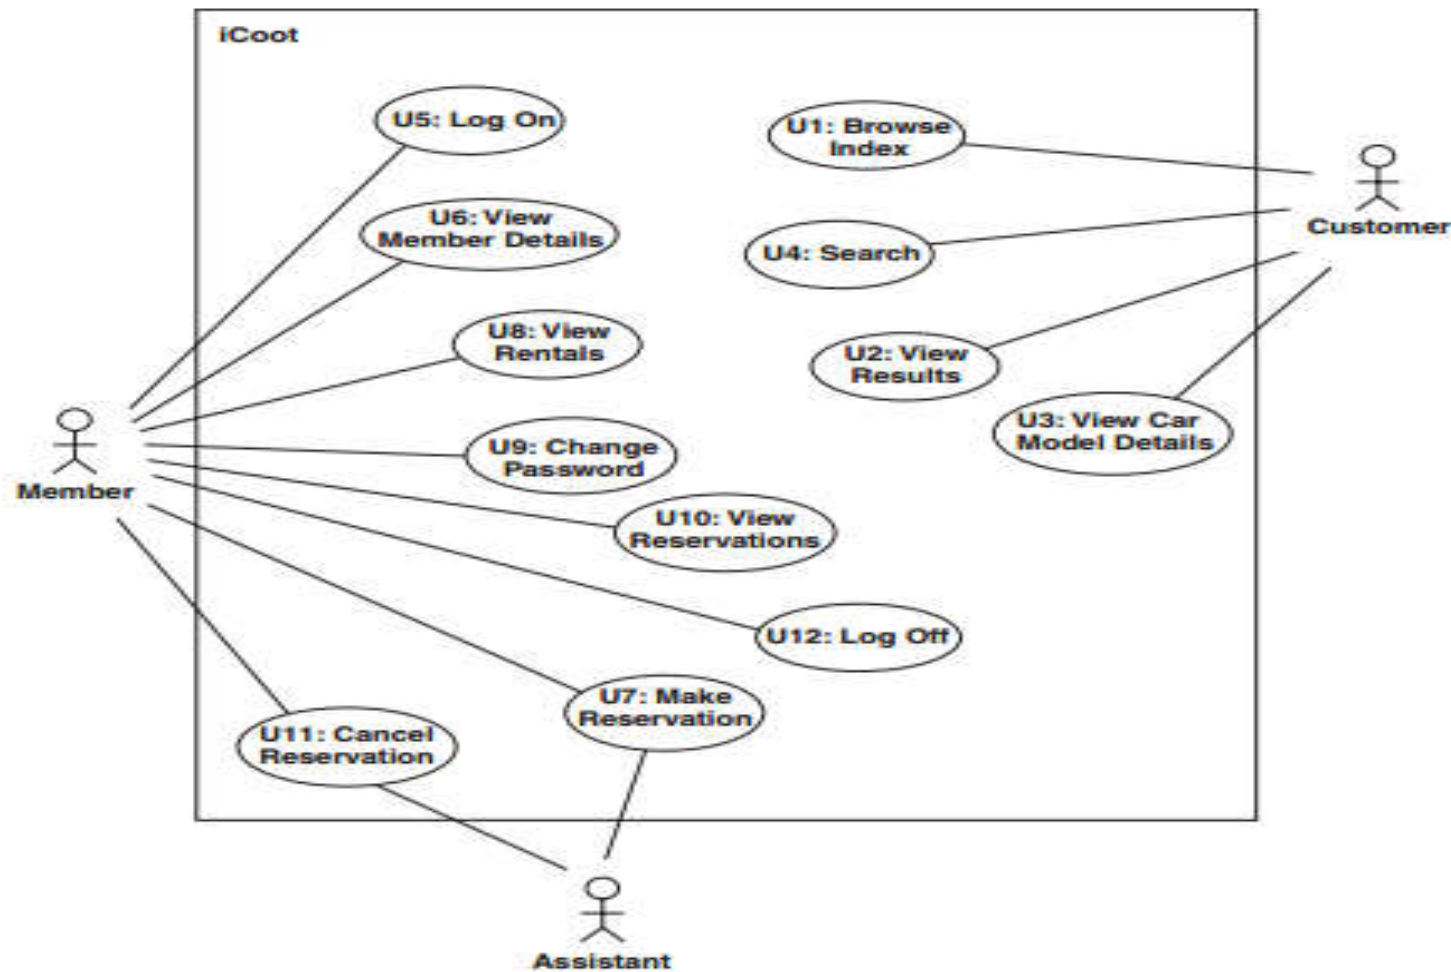 iCoot
U5: Log On
U1: Browse
Index
U6: View
Member Details
Customer
U4: Search
U8: View
Rentals
U2: View
Results
U3: View Car
Model Details
U9: Change
Password
Member
U10: View
Reservations
U12: Log Off
U7: Make
Reservation
U11: Cancel
Reservation
Assistant